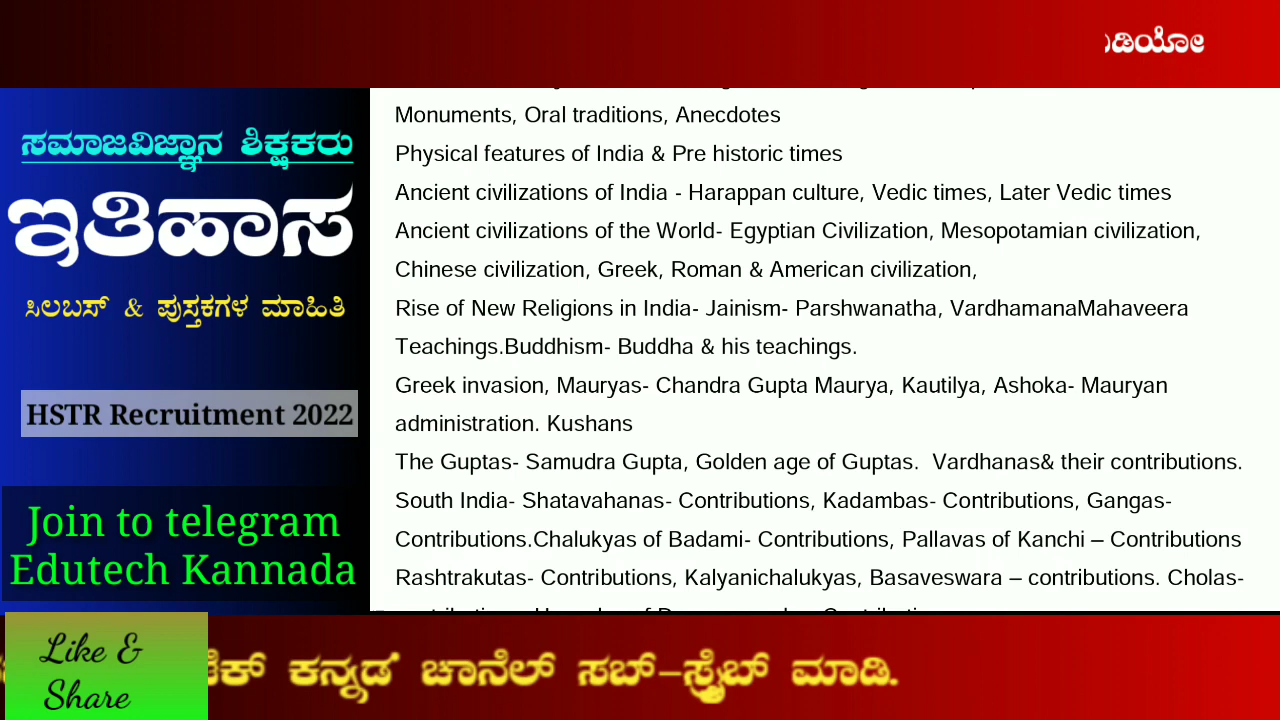 ಡಿಯೋ
ಸಮಾಜವಿಜ್ಞಾನ ಶಿಕ್ಷಕರು
ಇತಿಹಾಸ
ಸಿಲಬಸ್ & ಪುಸ್ತಕಗಳ ಮಾಹಿತಿ
HSTR Recruitment 2022
Join to telegram
Edutech Kannada
Monuments, Oral traditions, Anecdotes
Physical features of India & Pre historic times
Ancient civilizations of India - Harappan culture, Vedic times, Later Vedic times
Ancient civilizations of the World- Egyptian Civilization, Mesopotamian civilization,
Chinese civilization, Greek, Roman & American civilization,
Rise of New Religions in India- Jainism- Parshwanatha, VardhamanaMahaveera
Teachings.Buddhism- Buddha & his teachings.
Greek invasion, Mauryas- Chandra Gupta Maurya, Kautilya, Ashoka- Mauryan
administration. Kushans
The Guptas- Samudra Gupta, Golden age of Guptas.  Vardhanas& their contributions.
South India- Shatavahanas- Contributions, Kadambas- Contributions, Gangas-
Contributions.Chalukyas of Badami- Contributions, Pallavas of Kanchi – Contributions
Rashtrakutas- Contributions, Kalyanichalukyas, Basaveswara – contributions. Cholas-
Like &
Share
ಕನ್ನಡ ಚಾನೆಲ್ ಸಬ್-ಸ್ಕ್ರೈಬ್ ಮಾಡಿ.